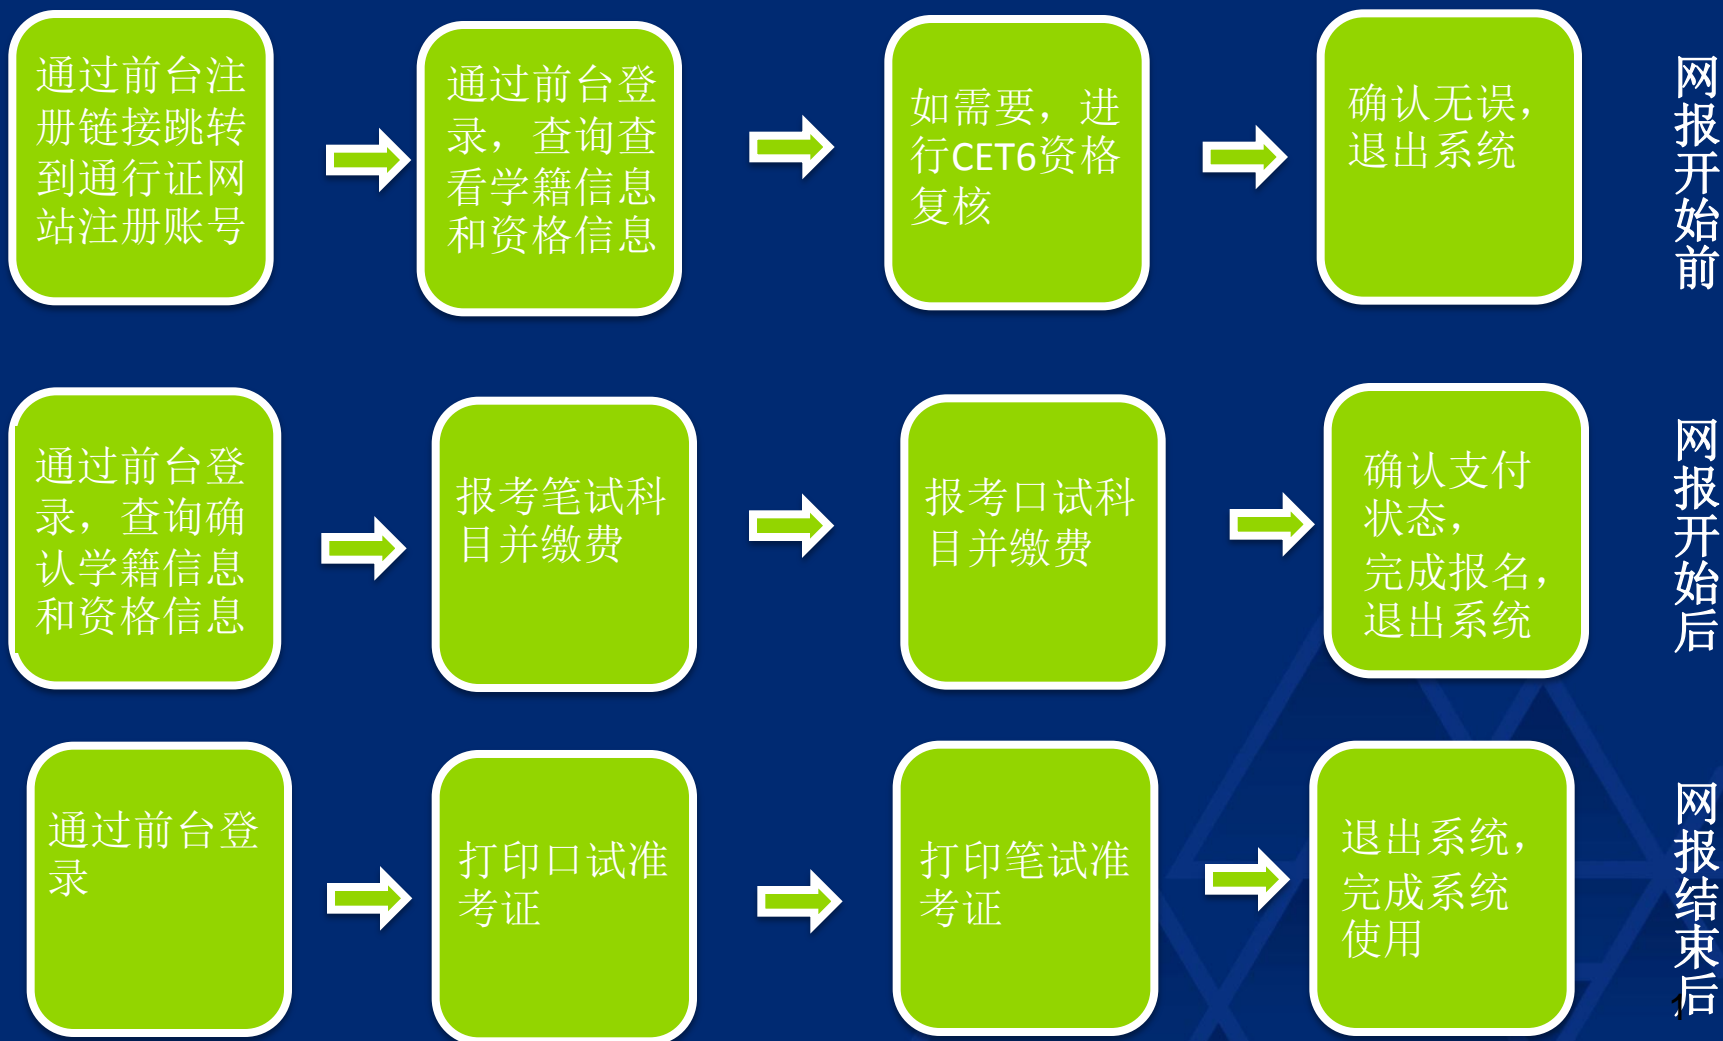 通过前台注
册链接跳转
到通行证网
站注册账号
通过前台登
录，查询查
看学籍信息
和资格信息
如需要，进
行CET6资格
复核
确认无误，
退出系统
网报开始前
通过前台登
录，查询确
认学籍信息
和资格信息
报考笔试科
目并缴费
报考口试科
目并缴费
确认支付
状态，
完成报名，
退出系统
网报开始后
通过前台登
录
打印口试准
考证
打印笔试准
考证
退出系统，
完成系统
使用
网报结束后
1